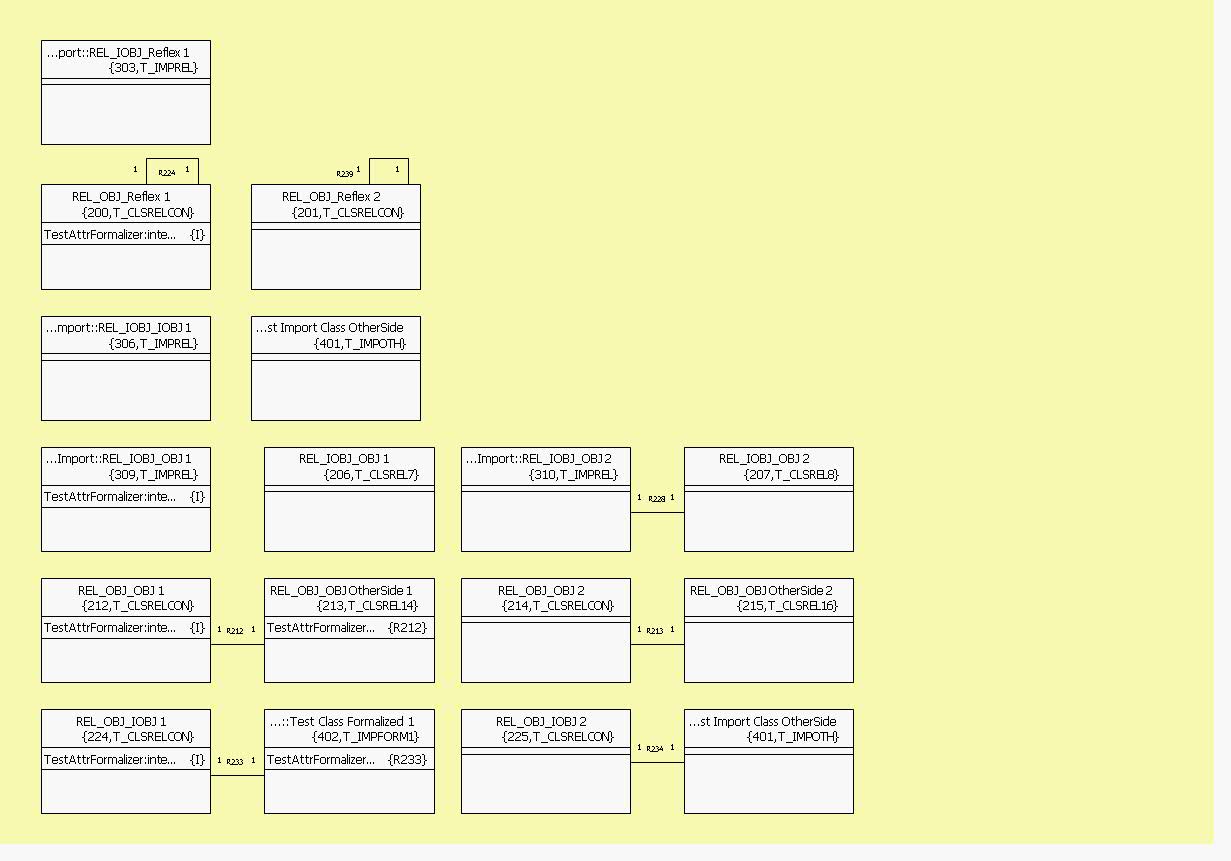 ...port::REL_IOBJ_Reflex 1
{303,T_IMPREL}
1 R224 1
R239 1 1
REL_OBJ_Reflex 1
{200,T_CLSRELCON}
TestAttrFormalizer:inte... {I}
REL_OBJ_Reflex 2
{201,T_CLSRELCON}
...mport::REL_IOBJ_IOBJ 1
{306,T_IMPREL}
...st Import Class OtherSide
{401,T_IMPOTH}
...Import::REL_IOBJ_OBJ 1
{309,T_IMPREL}
TestAttrFormalizer:inte... {I}
REL_IOBJ_OBJ 1
{206,T_CLSREL7}
...Import::REL_IOBJ_OBJ 2
{310,T_IMPREL}
1 R228 1
REL_IOBJ_OBJ 2
{207,T_CLSREL8}
REL_OBJ_OBJ 1
{212,T_CLSRELCON}
TestAttrFormalizer:inte... {I}
1 R212 1
REL_OBJ_OBJ OtherSide 1
{213,T_CLSREL14}
TestAttrFormalizer... {R212}
REL_OBJ_OBJ 2
{214,T_CLSRELCON}
1 R213 1
REL_OBJ_OBJ OtherSide 2
{215,T_CLSREL16}
REL_OBJ_IOBJ 1
{224,T_CLSRELCON}
TestAttrFormalizer:inte... {I}
1 R233 1
...::Test Class Formalized 1
{402,T_IMPFORM1}
TestAttrFormalizer... {R233}
REL_OBJ_IOBJ 2
{225,T_CLSRELCON}
1 R234 1
...st Import Class OtherSide
{401,T_IMPOTH}